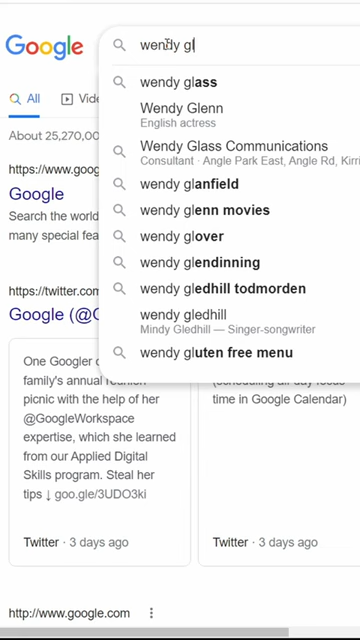 Google
wendy gl
All
Vide
wendy glass
Wendy Glenn
English actress
About 25,270,00
Wendy Glass Communications
Consultant · Angle Park East, Angle Rd, Kirri
https://www.goog
wendy glanfield
Google
wendy glenn movies
Search the world
many special fea
wendy glover
wendy glendinning
https://twitter.com
wendy gledhill todmorden
Google (@G
wendy gledhill
Mindy Gledhill — Singer-songwriter
wendy gluten free menu
One Googler
family's annual reunion
picnic with the help of her
@GoogleWorkspace
expertise, which she learned
from our Applied Digital
Skills program. Steal her
tips ↓ goo.gle/3UDO3ki
Twitter · 3 days ago
time in Google Calendar)
Twitter · 3 days ago
http://www.google.com